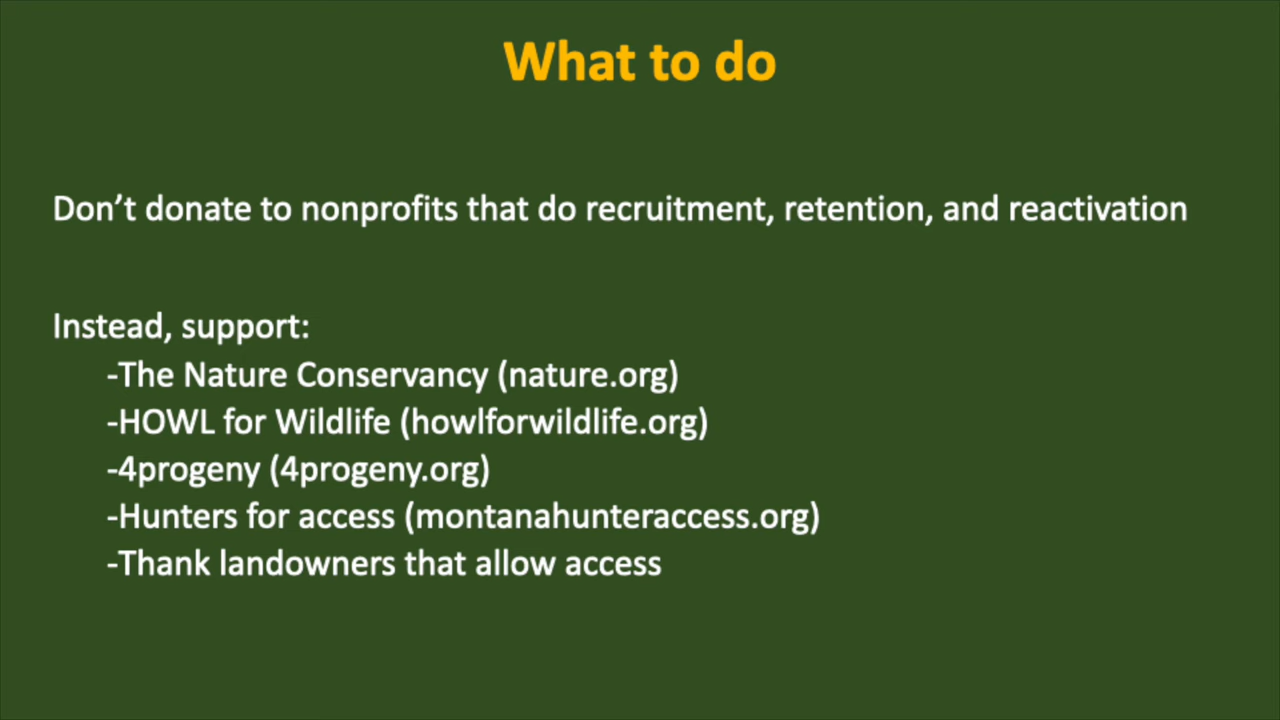 What to do
Don’t donate to nonprofits that do recruitment, retention, and reactivation
Instead, support:
-The Nature Conservancy (nature.org)
-HOWL for Wildlife (howlforwildlife.org)
-4progeny (4progeny.org)
-Hunters for access (montanahunteraccess.org)
-Thank landowners that allow access